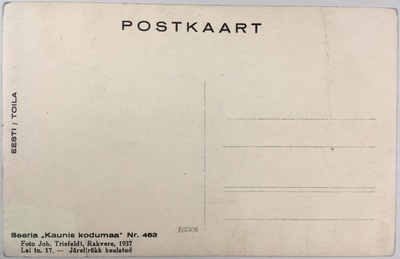 POSTKAART
EESTI / TOILA
Seeria „Kaunis kodumaa" Nr. 463
Foto Joh. Triefeldt, Rakvere, 1937
Lai tn. 17. — Järeltrükk keelatud